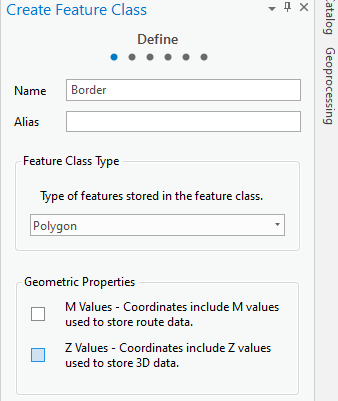 Create Feature Class
Define
Name Border
Alias
Feature Class Type
Type of features stored in the feature class.
Polygon
Geometric Properties
M Values - Coordinates include M values
used to store route data.
Z Values - Coordinates include Z values
used to store 3D data.
Geoprocessing